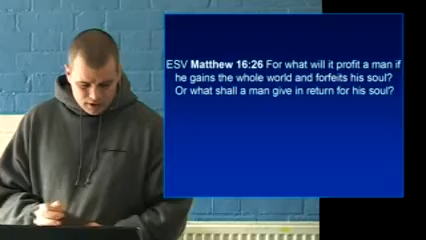 ESV Matthew 16:26 For what will it profit a man if
he gains the whole world and forfeits his soul?
Or what shall a man give in return for his soul?